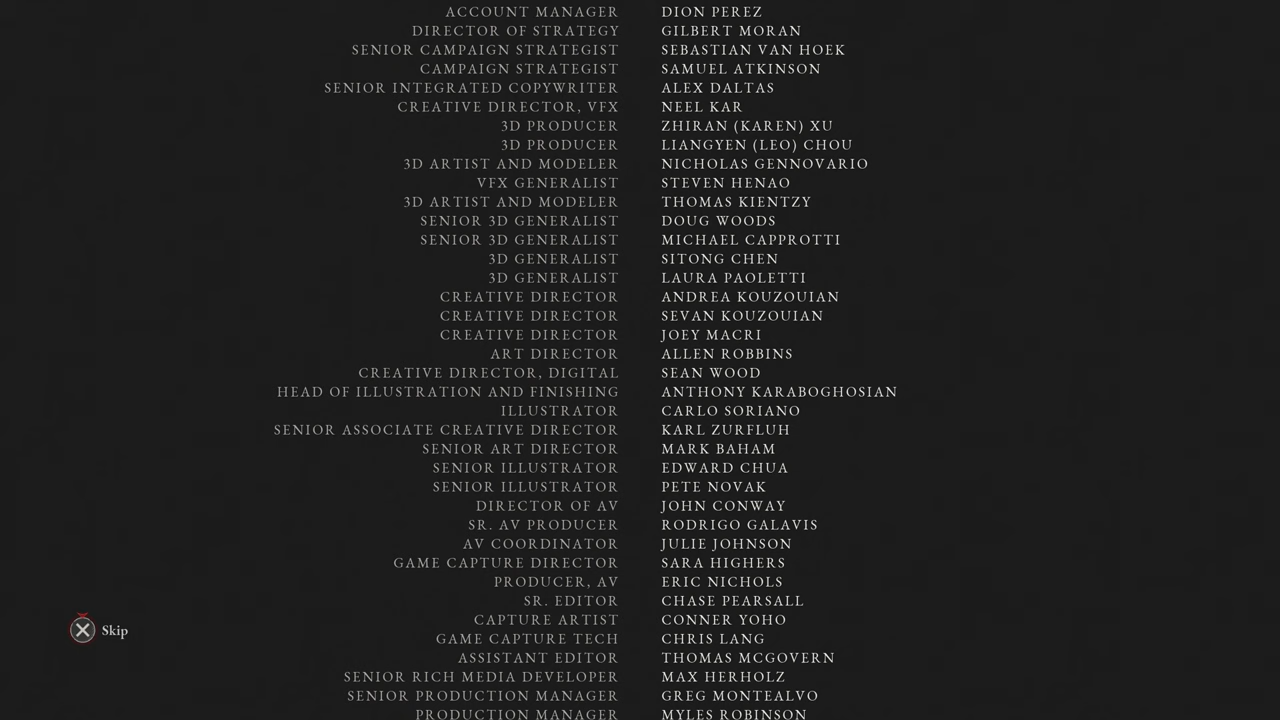 ACCOUNT MANAGER DION PEREZ
DIRECTOR OF STRATEGY GILBERT MORAN
SENIOR CAMPAIGN STRATEGIST SEBASTIAN VAN HOEK
CAMPAIGN STRATEGIST SAMUEL ATKINSON
SENIOR INTEGRATED COPYWRITER ALEX DALTAS
CREATIVE DIRECTOR, VFX NEEL KAR
3D PRODUCER ZHIRAN (KAREN) XU
3D PRODUCER LIANGYEN (LEO) CHOU
3D ARTIST AND MODELER NICHOLAS GENNOVARIO
VFX GENERALIST STEVEN HENAO
3D ARTIST AND MODELER THOMAS KIENTZY
SENIOR 3D GENERALIST DOUG WOODS
SENIOR 3D GENERALIST MICHAEL CAPPROTTI
3D GENERALIST SITONG CHEN
3D GENERALIST LAURA PAOLETTI
CREATIVE DIRECTOR ANDREA KOUZOUIAN
CREATIVE DIRECTOR SEVAN KOUZOUIAN
CREATIVE DIRECTOR JOEY MACRI
ART DIRECTOR ALLEN ROBBINS
CREATIVE DIRECTOR, DIGITAL SEAN WOOD
HEAD OF ILLUSTRATION AND FINISHING ANTHONY KARABOGHOSIAN
ILLUSTRATOR CARLO SORIANO
SENIOR ASSOCIATE CREATIVE DIRECTOR KARL ZURFLUH
SENIOR ART DIRECTOR MARK BAHAM
SENIOR ILLUSTRATOR EDWARD CHUA
SENIOR ILLUSTRATOR PETE NOVAK
DIRECTOR OF AV JOHN CONWAY
SR. AV PRODUCER RODRIGO GALAVIS
AV COORDINATOR JULIE JOHNSON
GAME CAPTURE DIRECTOR SARA HIGHERS
PRODUCER, AV ERIC NICHOLS
SR. EDITOR CHASE PEARSALL
CAPTURE ARTIST CONNER YOHO
Skip
GAME CAPTURE TECH CHRIS LANG
ASSISTANT EDITOR THOMAS MCGOVERN
SENIOR RICH MEDIA DEVELOPER MAX HERHOLZ
SENIOR PRODUCTION MANAGER GREG MONTEALVO
PRODUCTION MANAGER MYLES ROBINSON